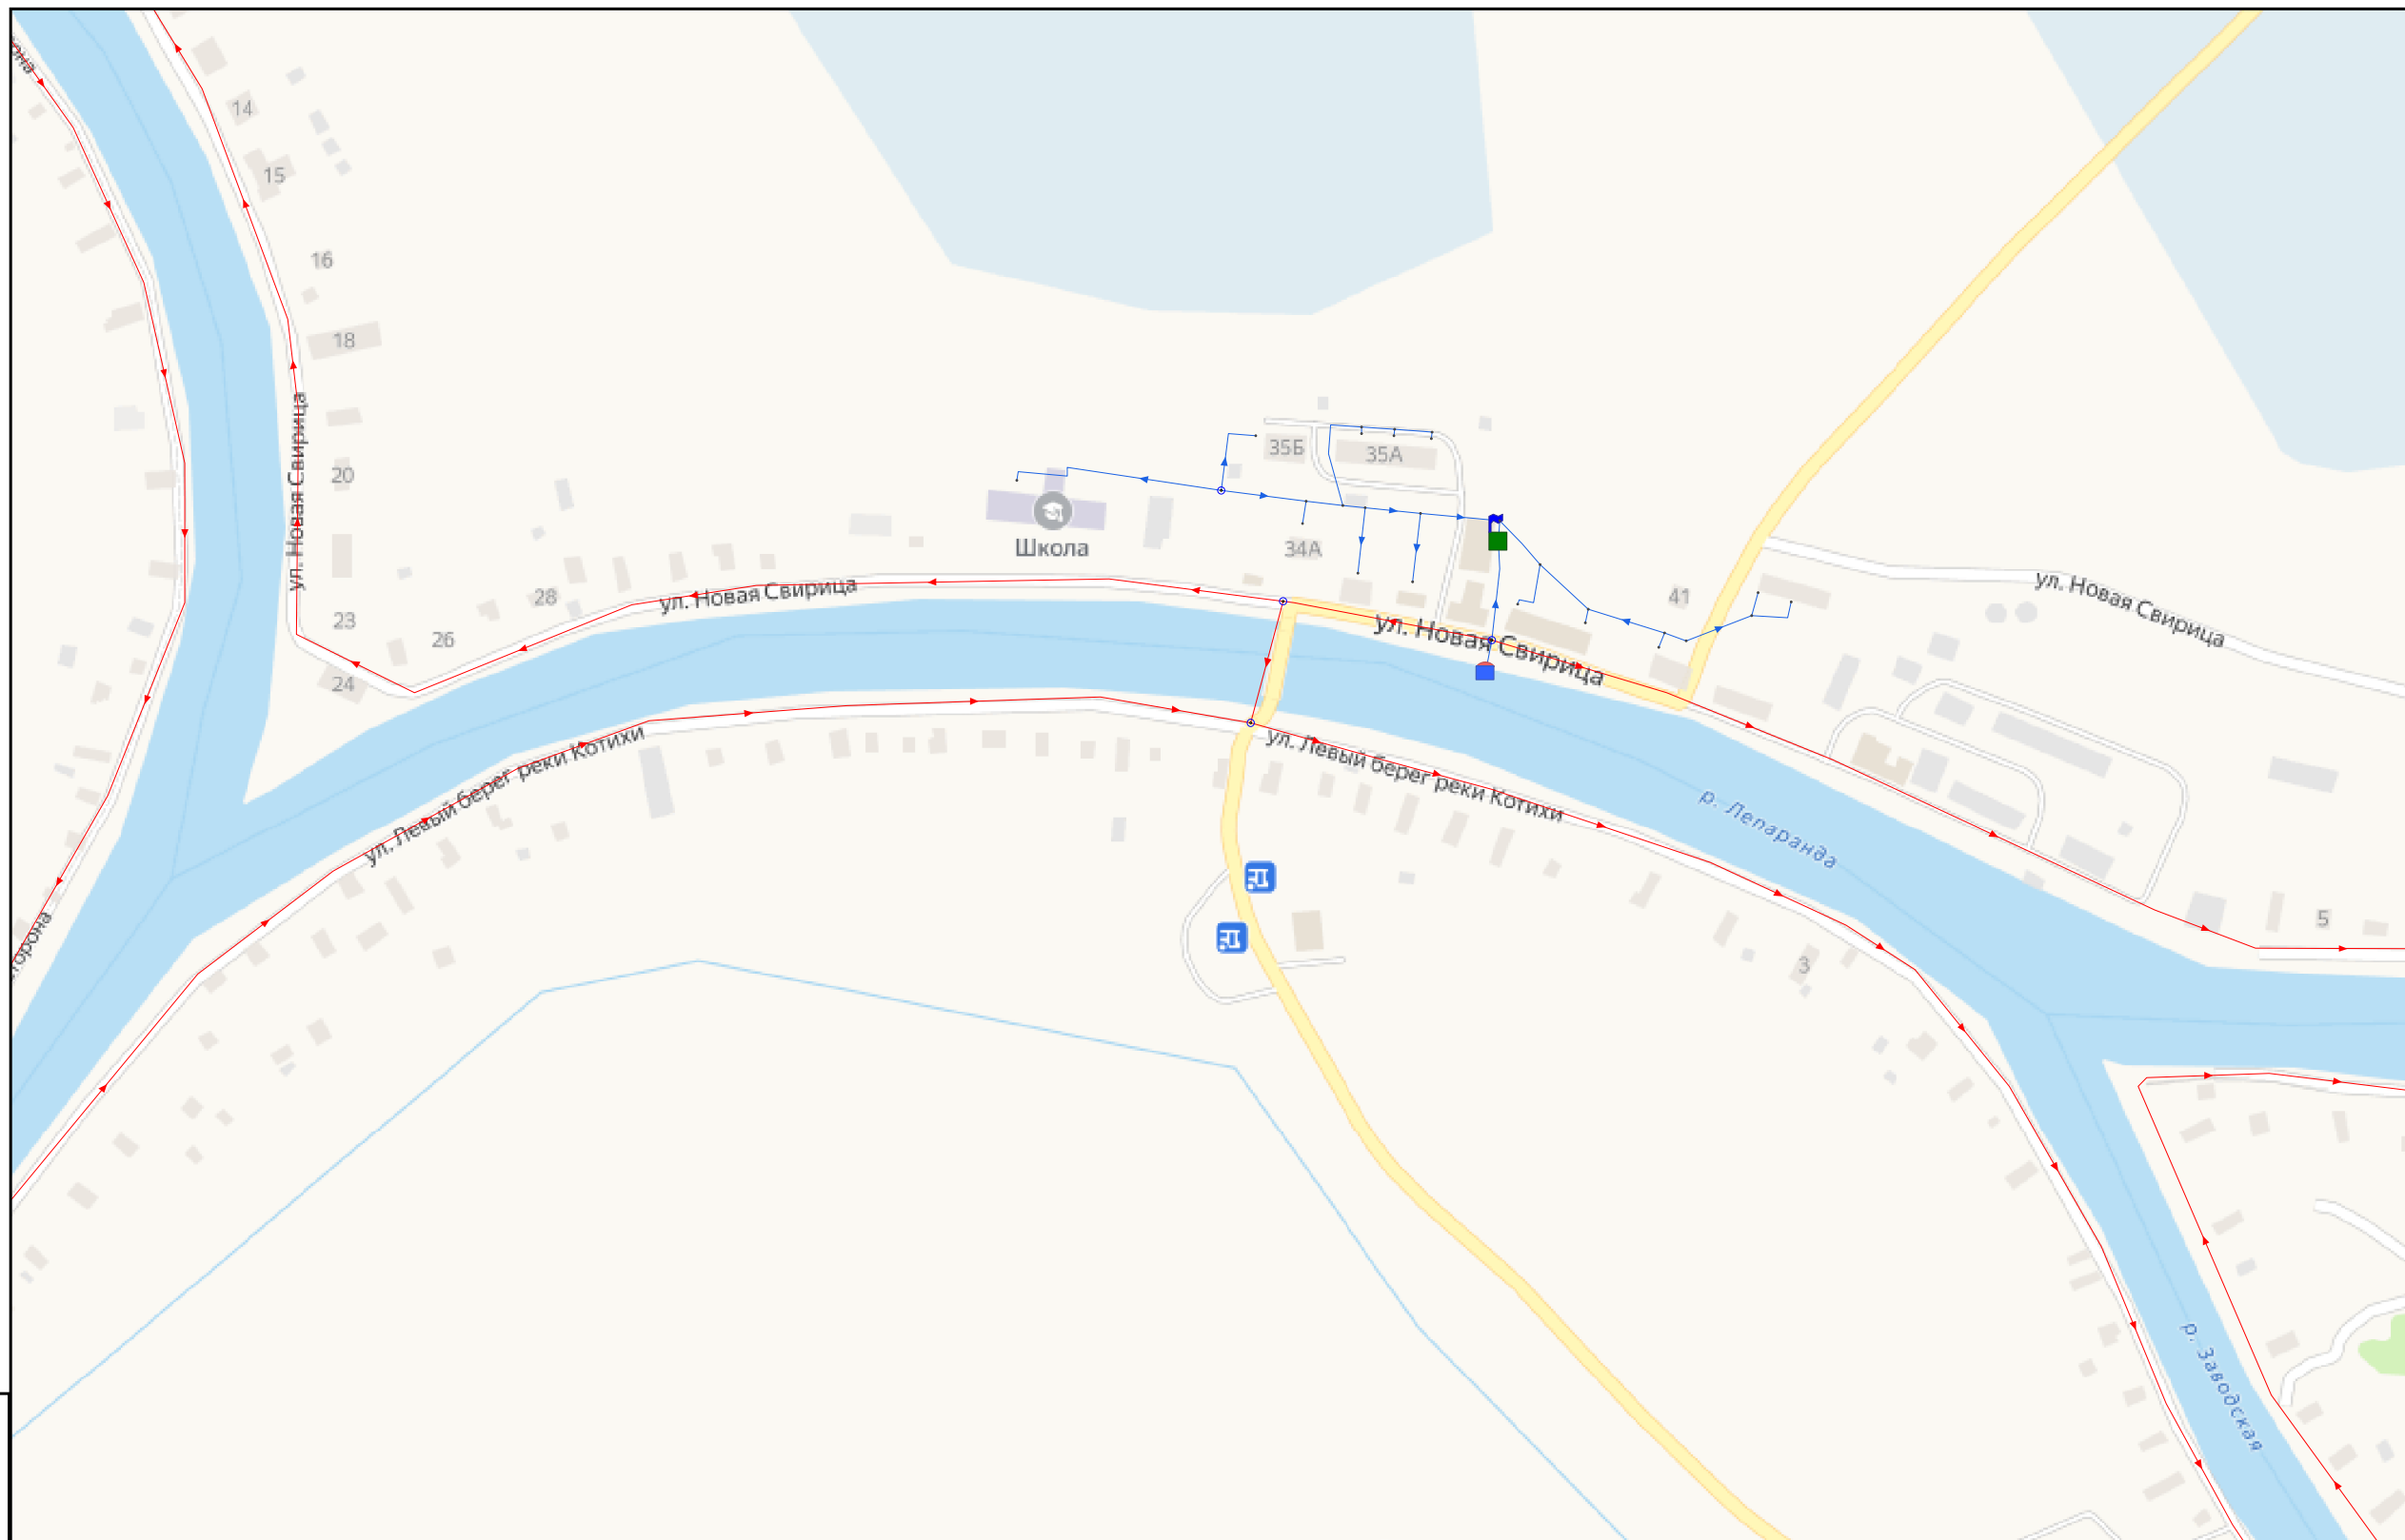 14
15
16
18
ул. Новая Свирица
20
23
24
26
28
ул. Новая Свирица
Школа
35Б
35А
34А
41
ул. Новая Свирица
ул. Новая Свирица
ул. Левый берег реки Котихи
ул. Левый берег реки Котихи
р. Лепаранда
5
3
р. Заводская